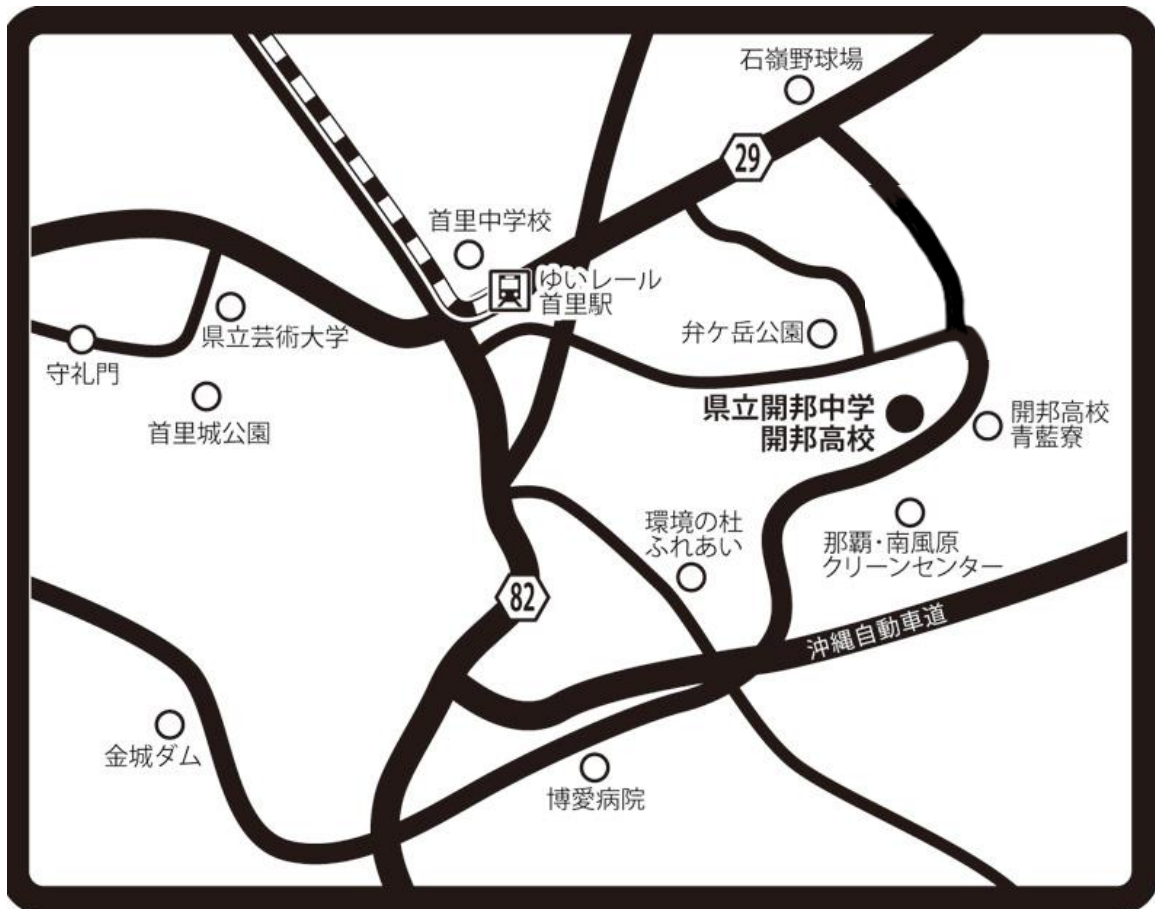 石嶺野球場
29
首里中学校
ゆいレール
首里駅
県立芸術大学
弁ケ岳公園
守礼門
首里城公園
県立開邦中学
開邦高校
開邦高校
青藍寮
環境の杜
ふれあい
那覇・南風原
クリーンセンター
82
沖縄自動車道
金城ダム
博愛病院